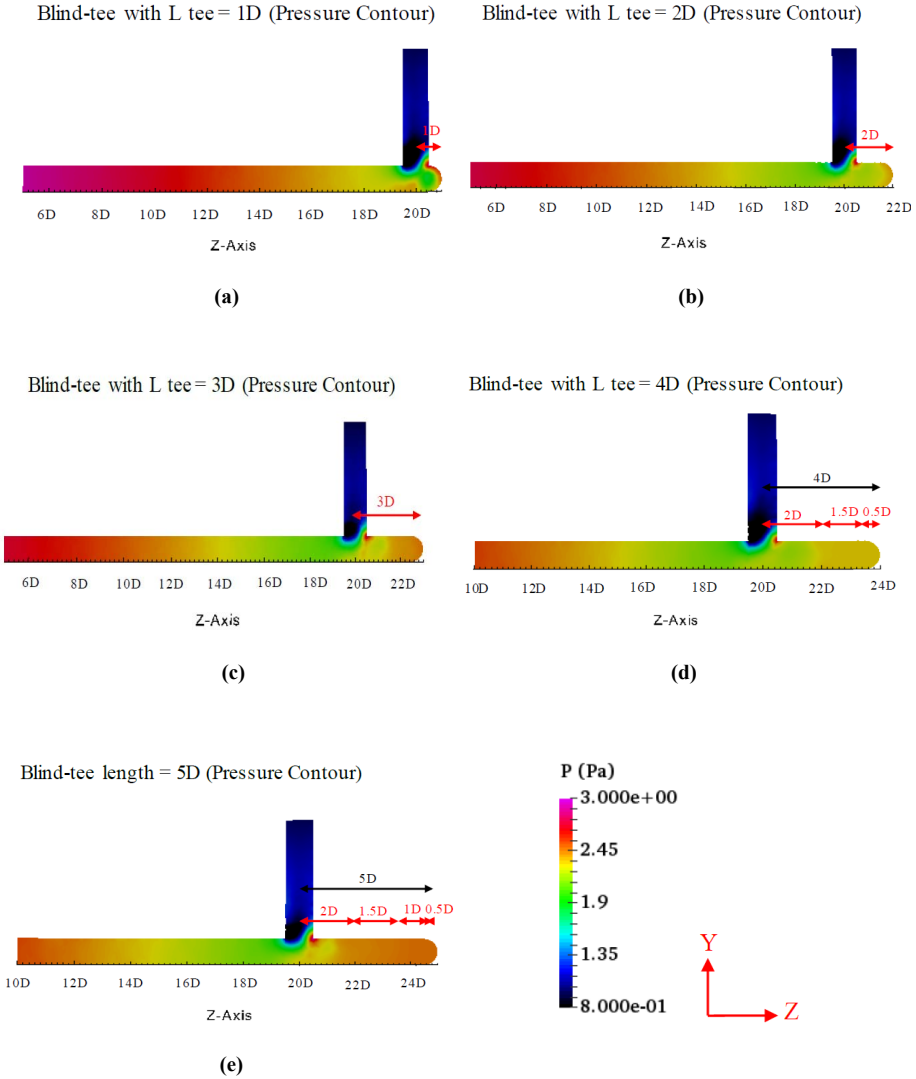 Blind-tee with L tee = 1D (Pressure Contour)
1D
6D 8D 10D 12D 14D 16D 18D 20D
Z-Axis
(a)
Blind-tee with L tee = 2D (Pressure Contour)
2D
6D 8D 10D 12D 14D 16D 18D 20D 22D
Z-Axis
(b)
Blind-tee with L tee = 3D (Pressure Contour)
3D
6D 8D 10D 12D 14D 16D 18D 20D 22D
Z-Axis
(c)
Blind-tee with L tee = 4D (Pressure Contour)
4D
2D 1.5D 0.5D
10D 12D 14D 16D 18D 20D 22D 24D
Z-Axis
(d)
Blind-tee length = 5D (Pressure Contour)
5D
2D 1.5D 1D 0.5D
10D 12D 14D 16D 18D 20D 22D 24D
Z-Axis
(e)
P (Pa)
3.000e+00
2.45
1.9
1.35
8.000e-01
Y
Z